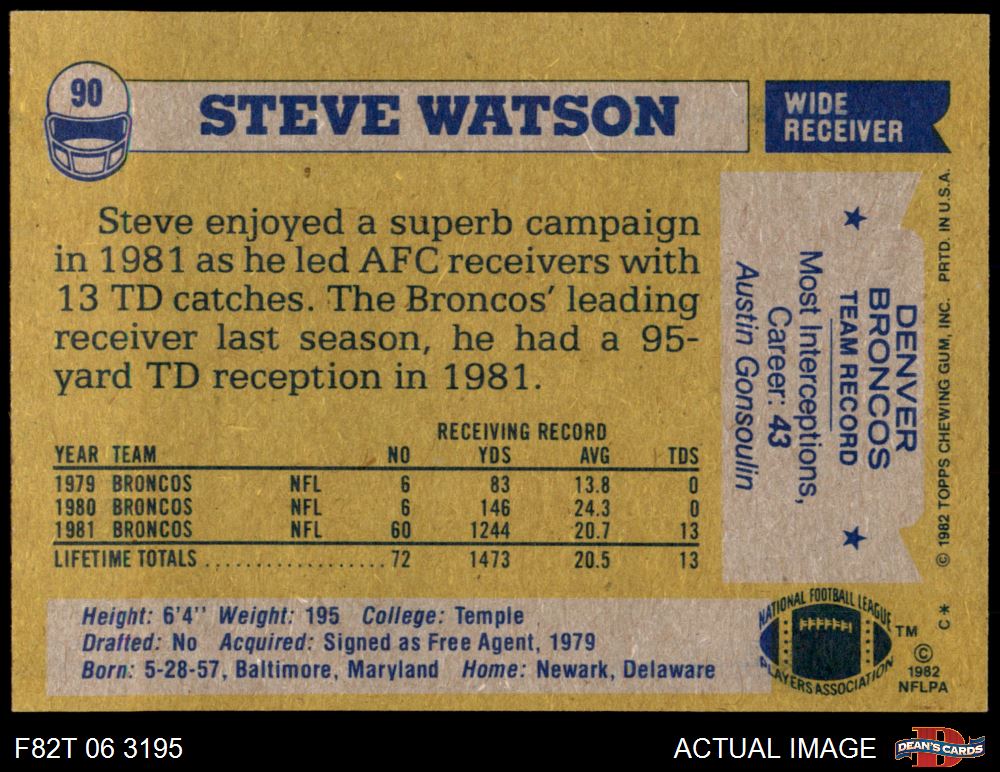 90
STEVE WATSON
WIDE
RECEIVER
Steve enjoyed a superb campaign
in 1981 as he led AFC receivers with
13 TD catches. The Broncos' leading
receiver last season, he had a 95-
yard TD reception in 1981.
RECEIVING RECORD
YEAR TEAM NO YDS AVG TDS
1979 BRONCOS NFL 6 83 13.8 0
1980 BRONCOS NFL 6 146 24.3 0
1981 BRONCOS NFL 60 1244 20.7 13
LIFETIME TOTALS .................. 72 1473 20.5 13
DENVER
BRONCOS
TEAM RECORD
Most Interceptions,
Career: 43
Austin Gonsoulin
© 1982 TOPPS CHEWING GUM, INC. PRTD. IN U.S.A.
Height: 6'4'' Weight: 195 College: Temple
Drafted: No Acquired: Signed as Free Agent, 1979
Born: 5-28-57, Baltimore, Maryland Home: Newark, Delaware
NATIONAL FOOTBALL LEAGUE
PLAYERS ASSOCIATION
TM
C*
©
1982
NFLPA
F82T 06 3195
ACTUAL IMAGE
D
DEAN'S CARDS